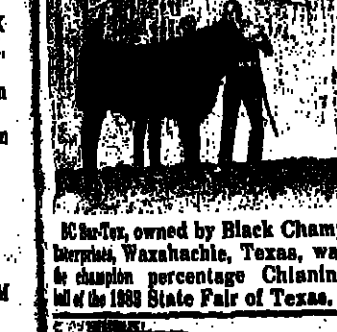 BC Bar-Tex, owned by Black Cham
Enterprises, Waxahachie, Texas, wa
the champion percentage Chianin
bull of the 1983 State Fair of Texas.